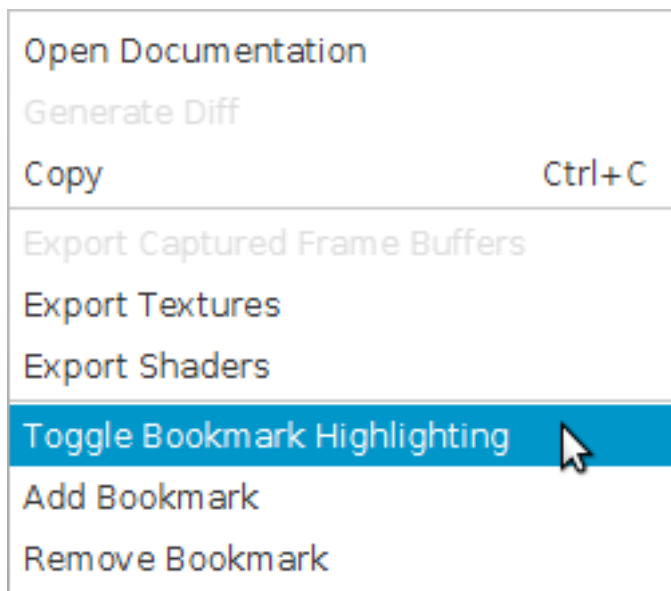 Open Documentation
Generate Diff
Copy Ctrl+C
Export Captured Frame Buffers
Export Textures
Export Shaders
Toggle Bookmark Highlighting
Add Bookmark
Remove Bookmark